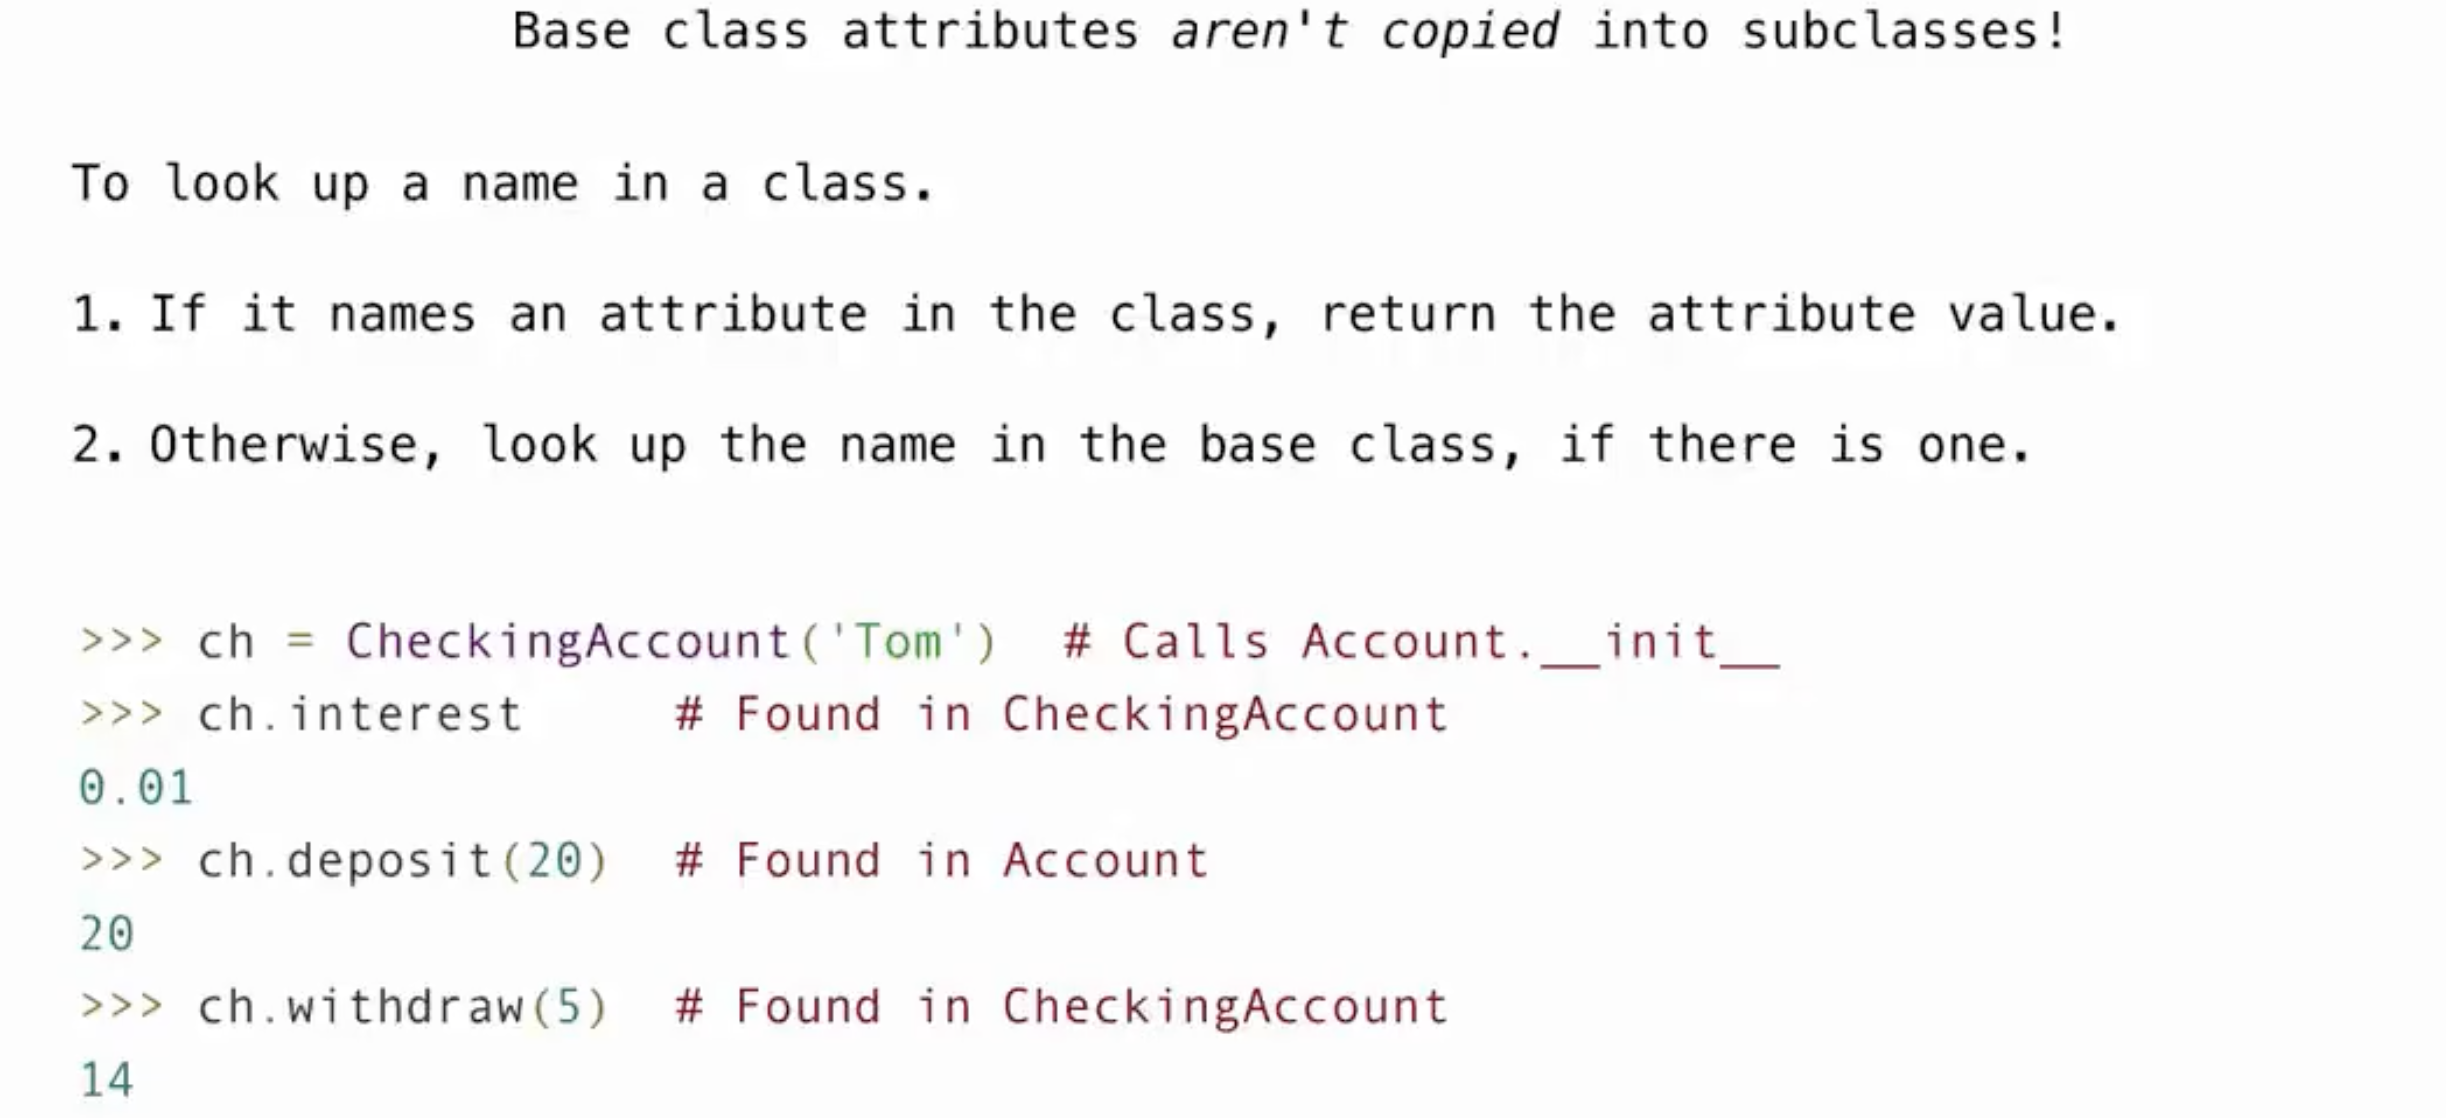 Base class attributes aren't copied into subclasses!
To look up a name in a class.
1. If it names an attribute in the class, return the attribute value.
2. Otherwise, look up the name in the base class, if there is one.
>>> ch = CheckingAccount('Tom')  # Calls Account.__init__
>>> ch.interest     # Found in CheckingAccount
0.01
>>> ch.deposit(20)  # Found in Account
20
>>> ch.withdraw(5)  # Found in CheckingAccount
14